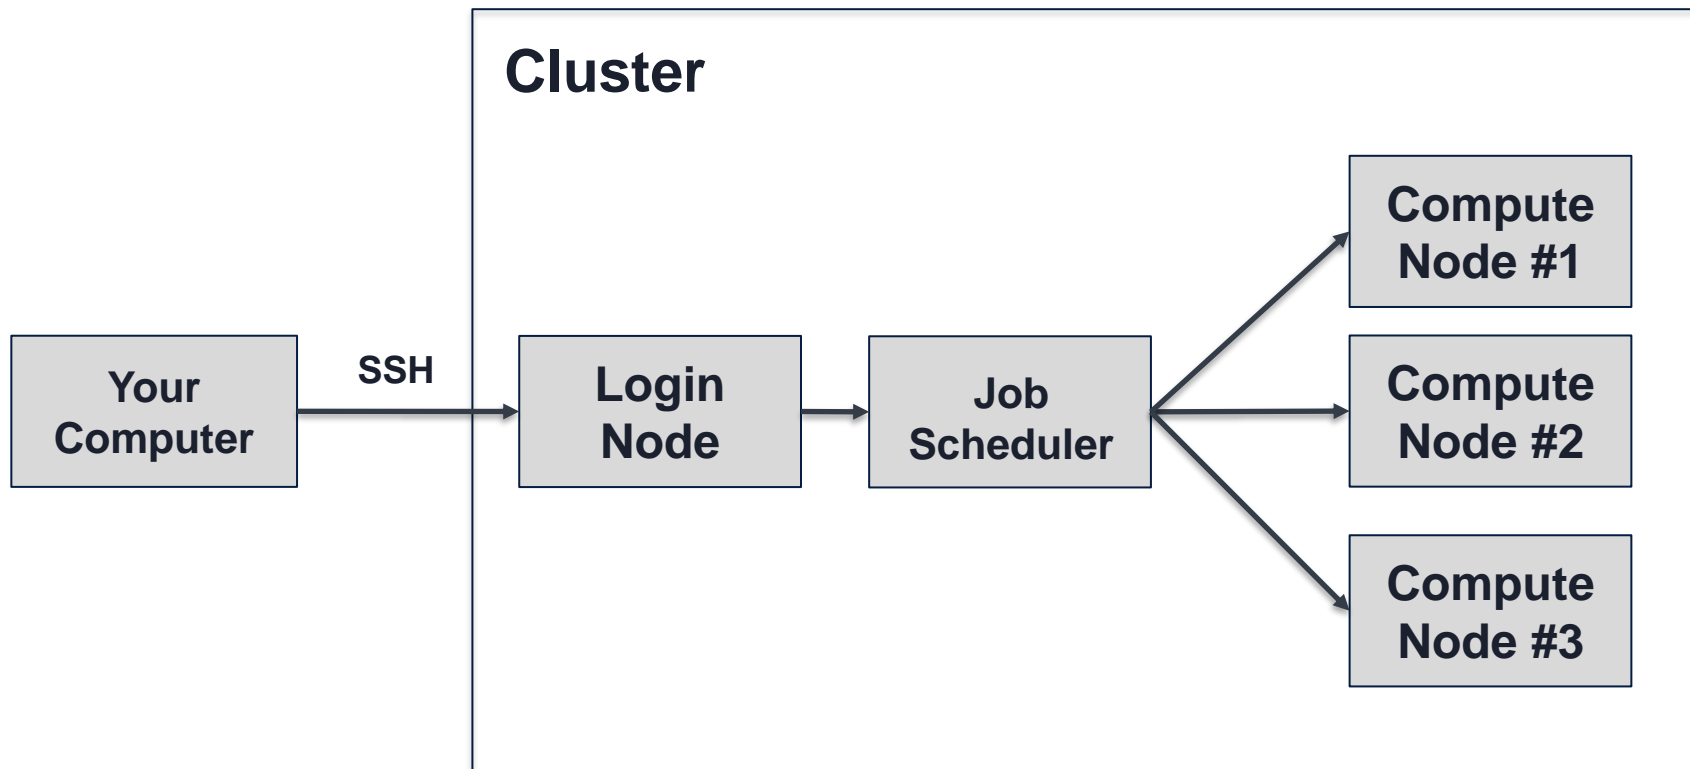 Cluster
Your
Computer
SSH
Login
Node
Job
Scheduler
Compute
Node #1
Compute
Node #2
Compute
Node #3